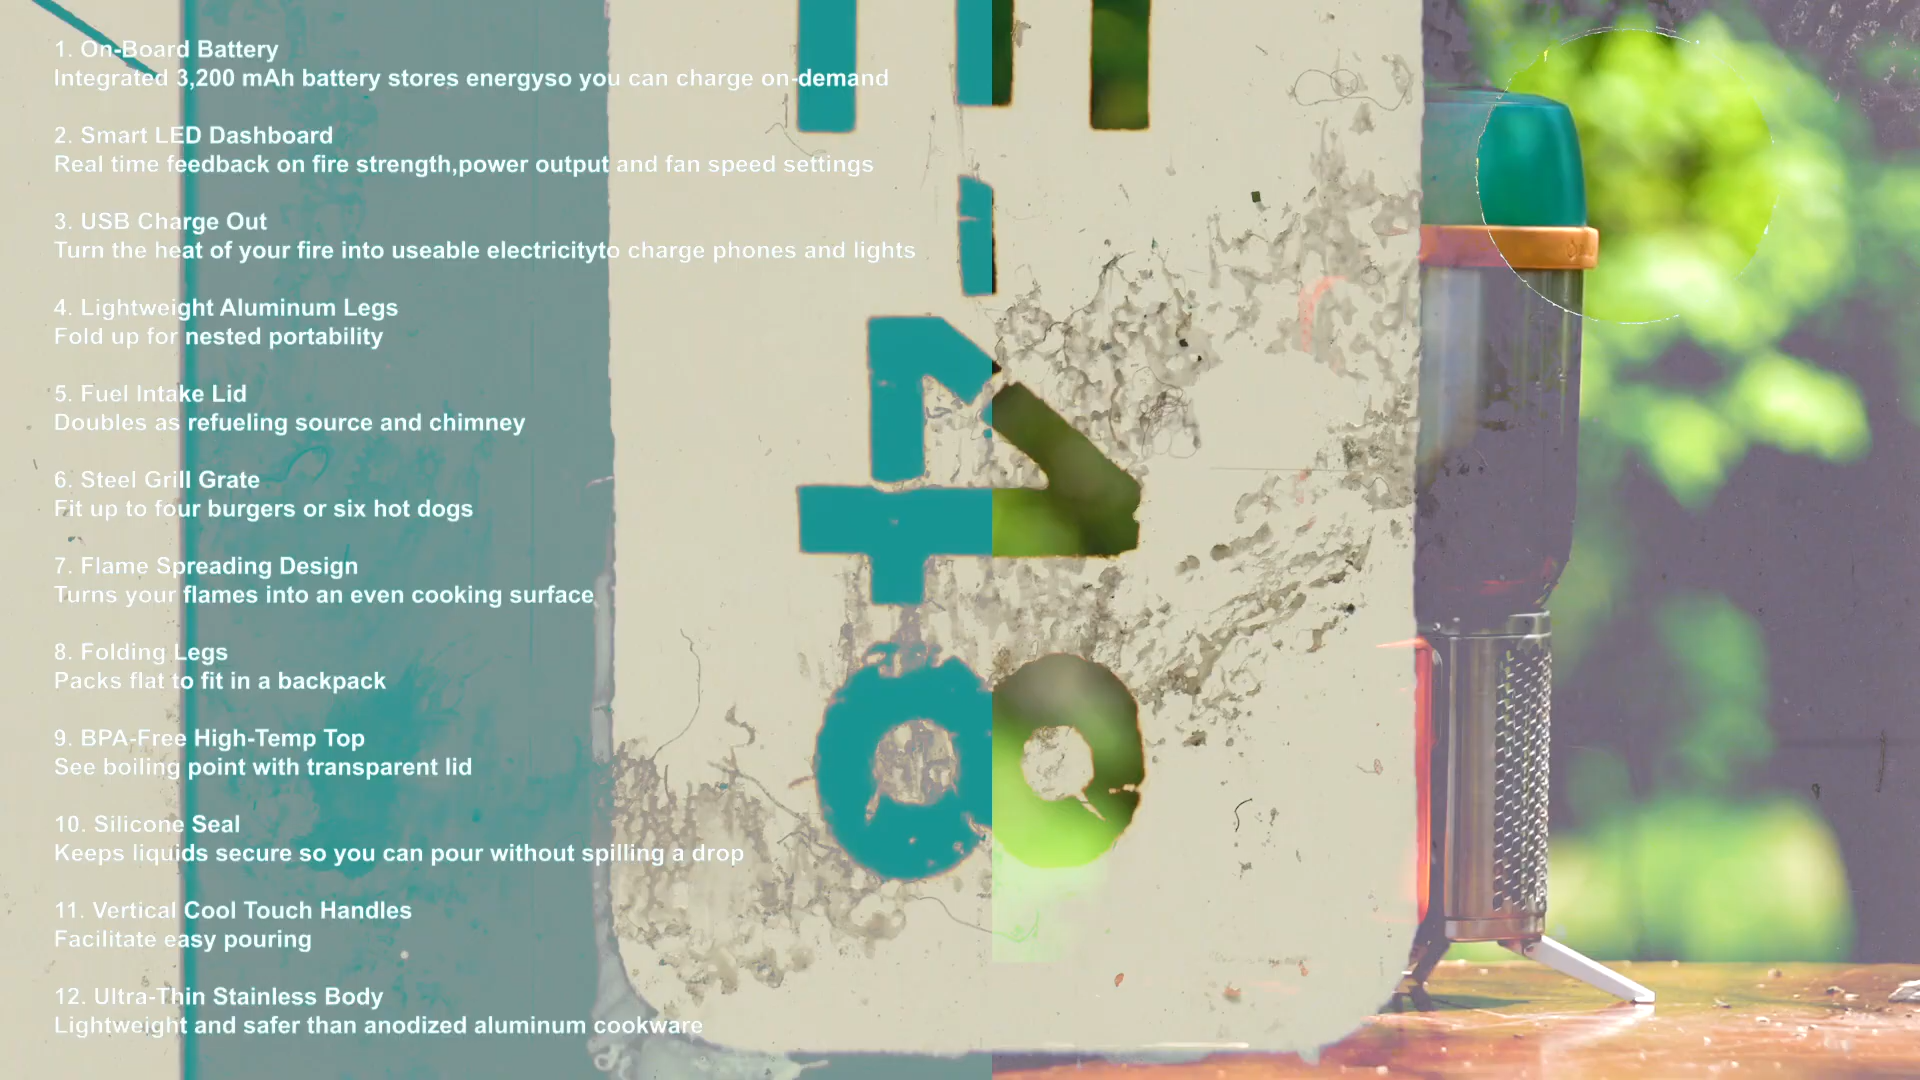 1. On-Board Battery
Integrated 3,200 mAh battery stores energyso you can charge on-demand
2. Smart LED Dashboard
Real time feedback on fire strength,power output and fan speed settings
3. USB Charge Out
Turn the heat of your fire into useable electricityto charge phones and lights
4. Lightweight Aluminum Legs
Fold up for nested portability
5. Fuel Intake Lid
Doubles as refueling source and chimney
6. Steel Grill Grate
Fit up to four burgers or six hot dogs
7. Flame Spreading Design
Turns your flames into an even cooking surface
8. Folding Legs
Packs flat to fit in a backpack
9. BPA-Free High-Temp Top
See boiling point with transparent lid
10. Silicone Seal
Keeps liquids secure so you can pour without spilling a drop
11. Vertical Cool Touch Handles
Facilitate easy pouring
12. Ultra-Thin Stainless Body
Lightweight and safer than anodized aluminum cookware